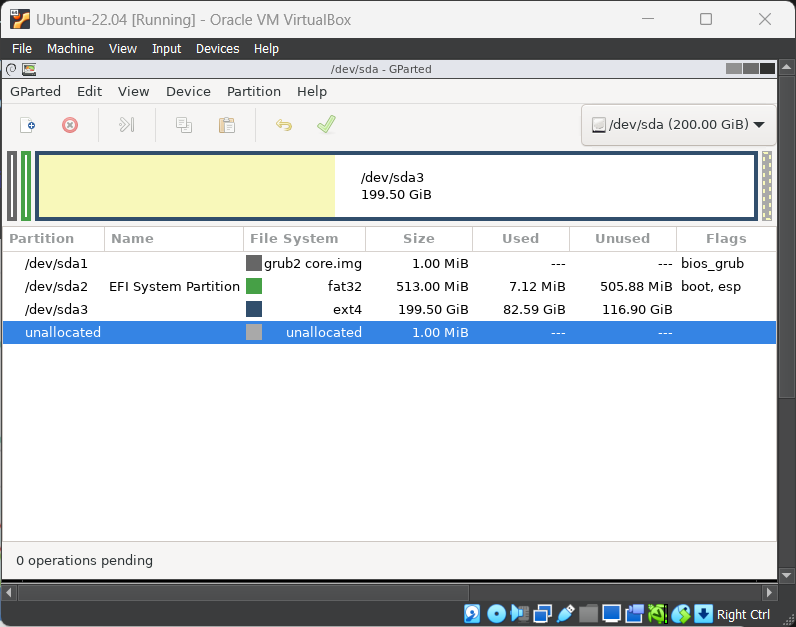 Ubuntu-22.04 [Running] - Oracle VM VirtualBox
File Machine View Input Devices Help
/dev/sda - GParted
GParted Edit View Device Partition Help
/dev/sda (200.00 GiB)
/dev/sda3
199.50 GiB
Partition Name File System Size Used Unused Flags
/dev/sda1 grub2 core.img 1.00 MiB --- --- bios_grub
/dev/sda2 EFI System Partition fat32 513.00 MiB 7.12 MiB 505.88 MiB boot, esp
/dev/sda3 ext4 199.50 GiB 82.59 GiB 116.90 GiB
unallocated unallocated 1.00 MiB --- ---
0 operations pending
Right Ctrl